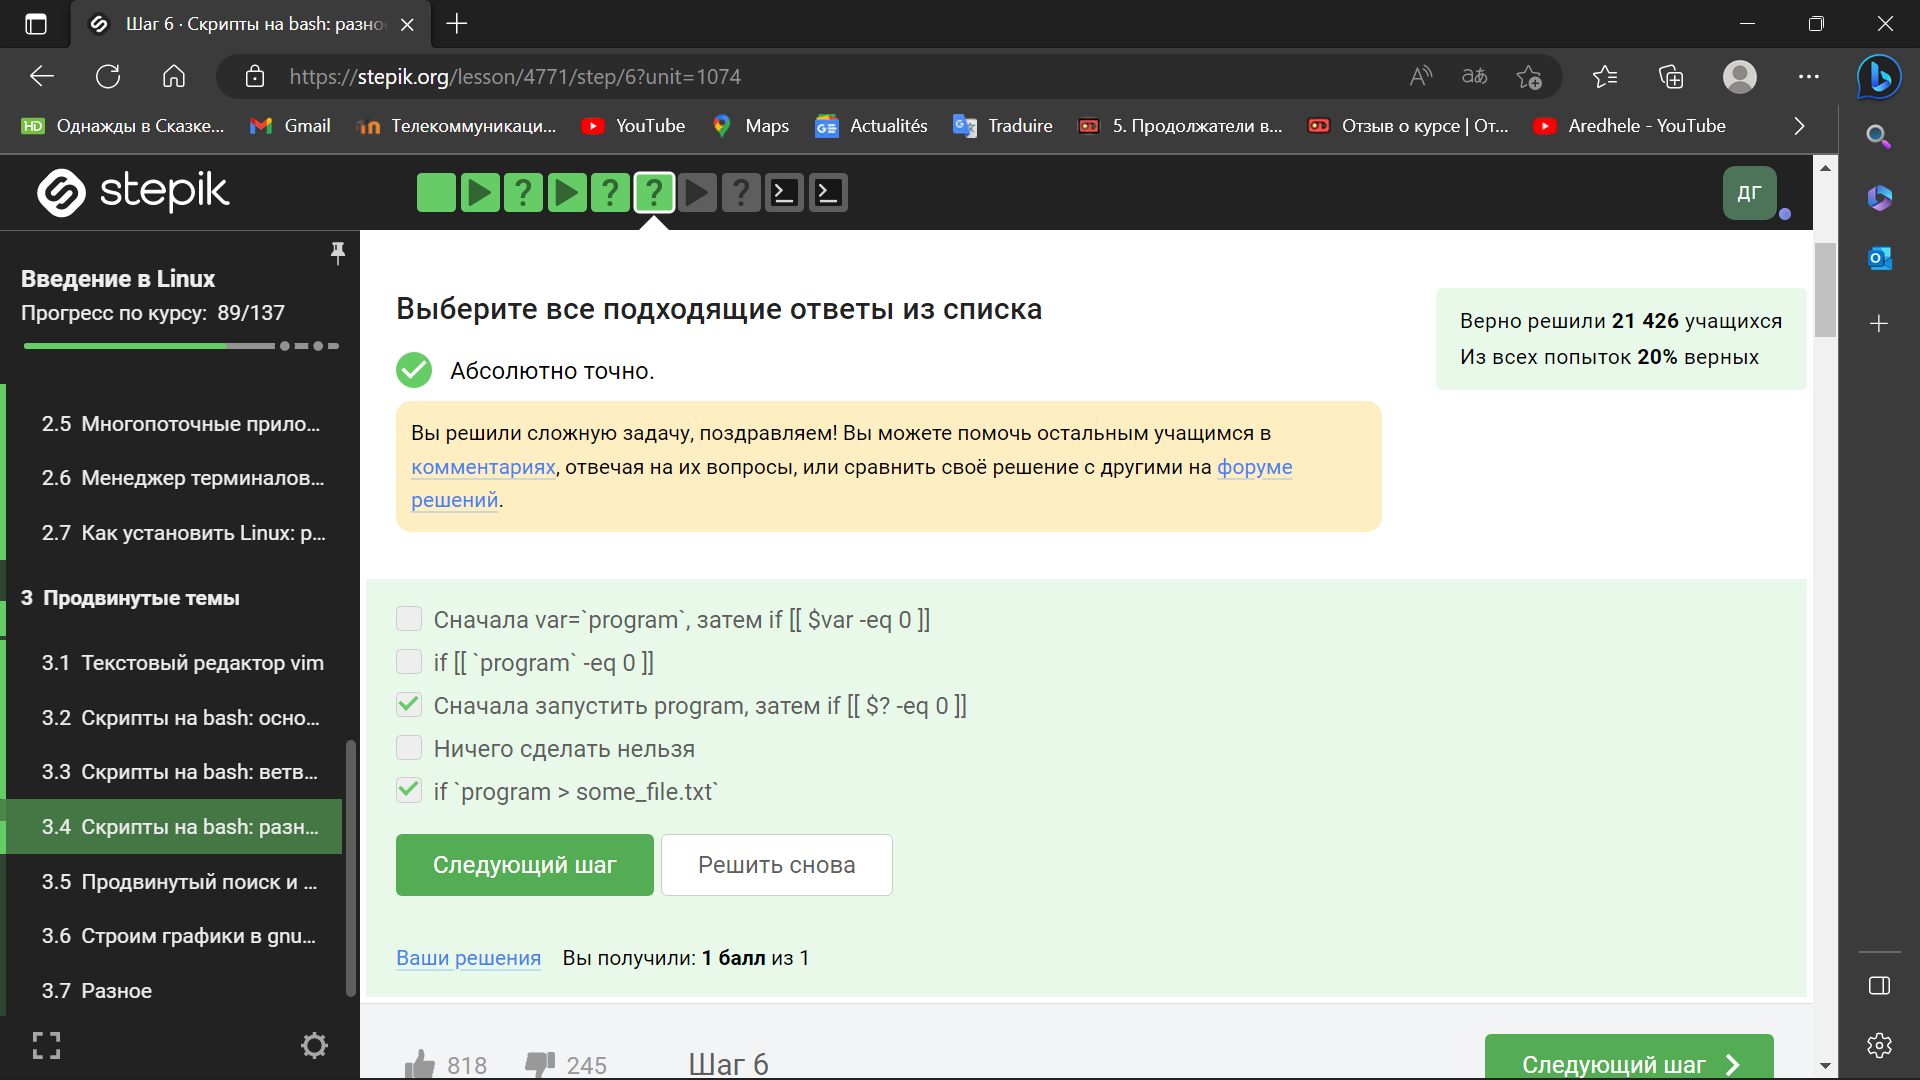 Шаг 6 · Скрипты на bash: разно
https://stepik.org/lesson/4771/step/6?unit=1074
Однажды в Сказке...
Gmail
Телекоммуникаци...
YouTube
Maps
Actualités
Traduire
5. Продолжатели в...
Отзыв о курсе | От...
Aredhele - YouTube
stepik
ДГ
Введение в Linux
Прогресс по курсу: 89/137
2.5 Многопоточные прило...
2.6 Менеджер терминалов...
2.7 Как установить Linux: р...
3 Продвинутые темы
3.1 Текстовый редактор vim
3.2 Скрипты на bash: осно...
3.3 Скрипты на bash: ветв...
3.4 Скрипты на bash: разн...
3.5 Продвинутый поиск и ...
3.6 Строим графики в gnu...
3.7 Разное
Выберите все подходящие ответы из списка
Абсолютно точно.
Верно решили 21 426 учащихся
Из всех попыток 20% верных
Вы решили сложную задачу, поздравляем! Вы можете помочь остальным учащимся в
комментариях, отвечая на их вопросы, или сравнить своё решение с другими на форуме
решений.
Сначала var=`program`, затем if [[ $var -eq 0 ]]
if [[ `program` -eq 0 ]]
Сначала запустить program, затем if [[ $? -eq 0 ]]
Ничего сделать нельзя
if `program > some_file.txt`
Следующий шаг
Решить снова
Ваши решения Вы получили: 1 балл из 1
818
245
Шаг 6
Следующий шаг